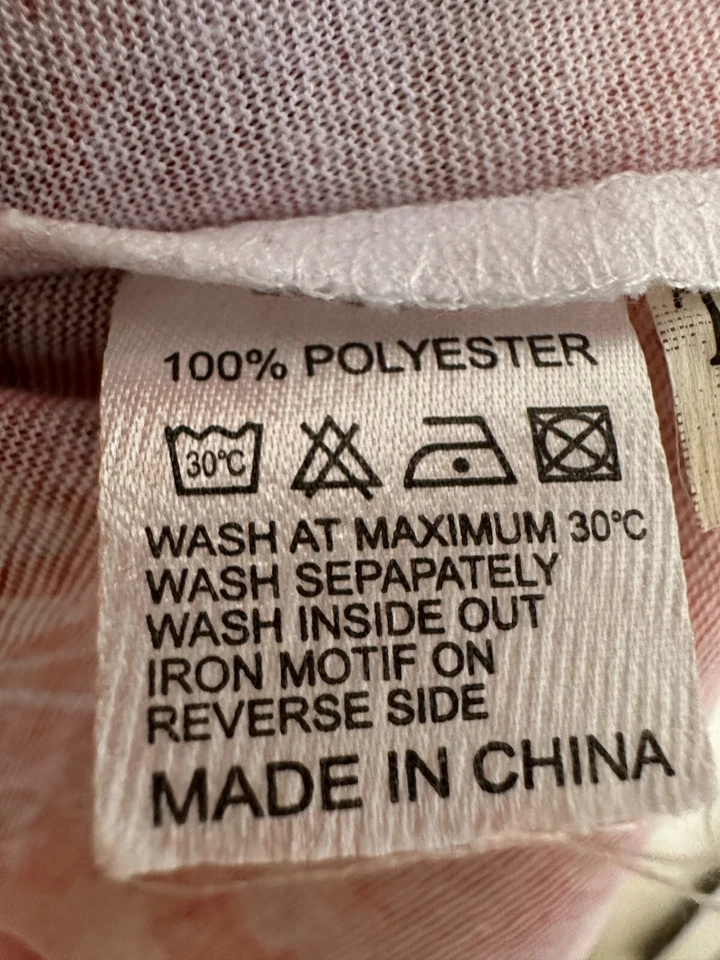 100% POLYESTER
30°C
WASH AT MAXIMUM 30°C
WASH SEPAPATELY
WASH INSIDE OUT
IRON MOTIF ON
REVERSE SIDE
MADE IN CHINA